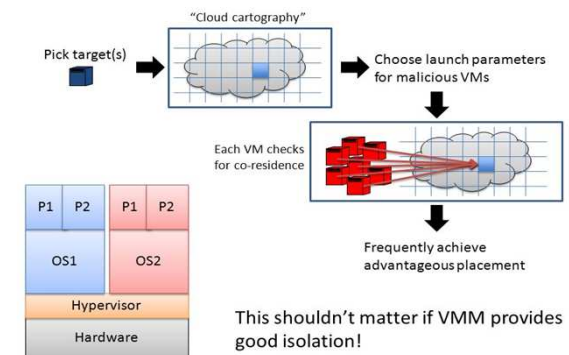 “Cloud cartography”
Pick target(s)
Choose launch parameters
for malicious VMs
Each VM checks
for co-residence
Frequently achieve
advantageous placement
P1 P2 P1 P2
OS1 OS2
Hypervisor
Hardware
This shouldn’t matter if VMM provides
good isolation!